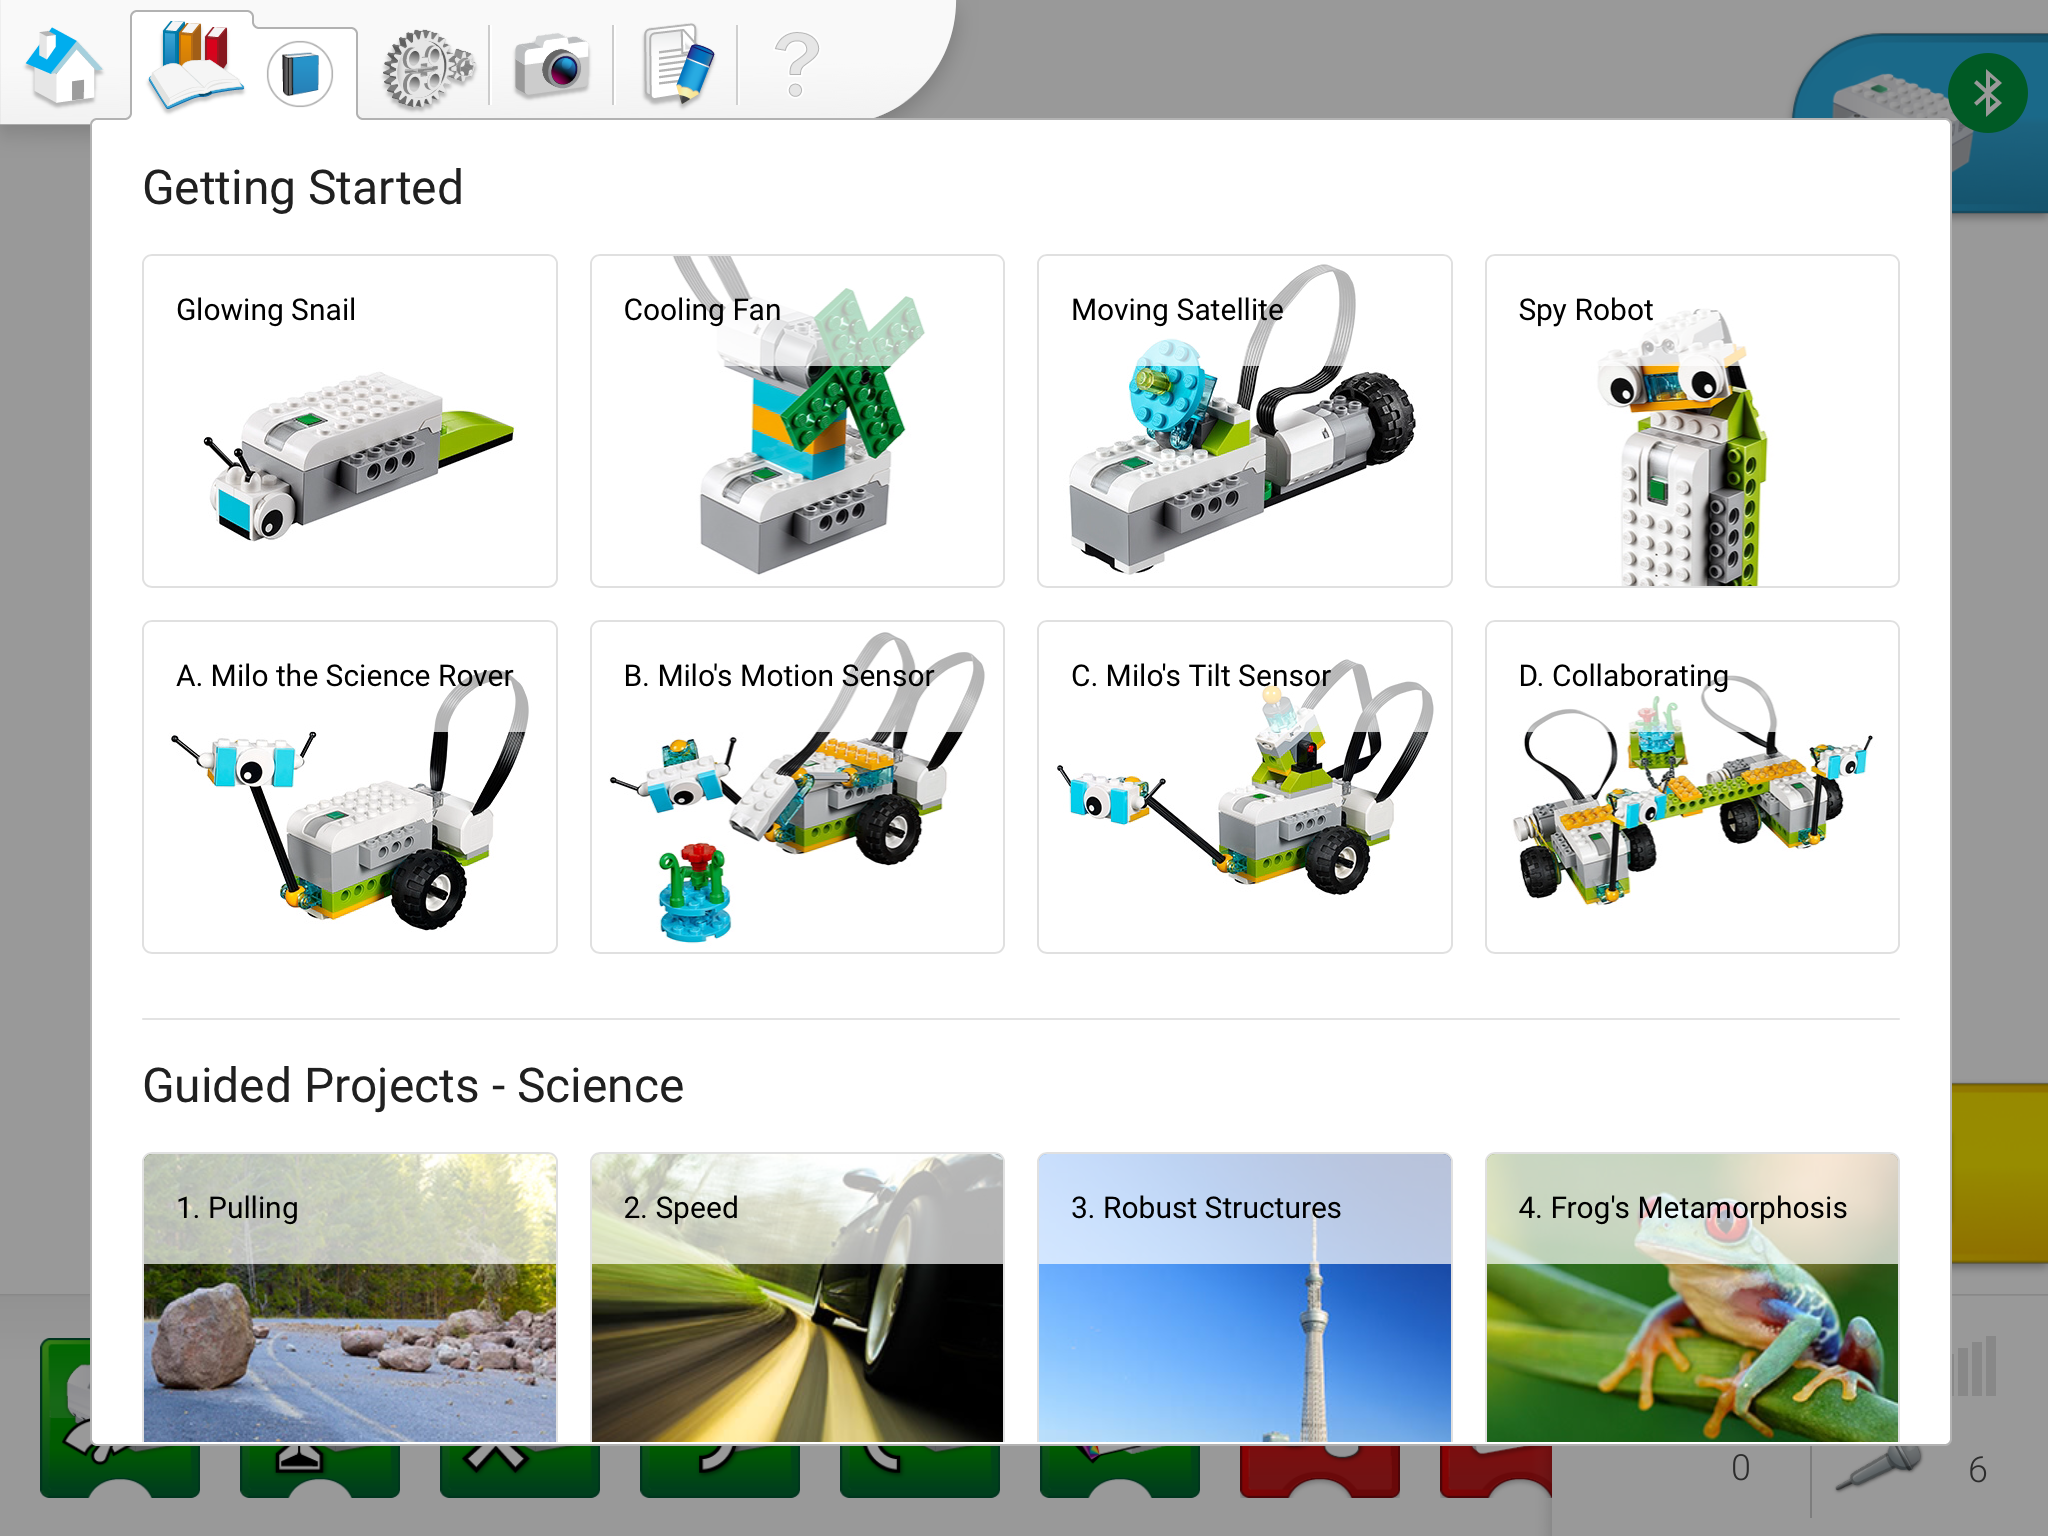 ?
Getting Started
Glowing Snail
Cooling Fan
Moving Satellite
Spy Robot
A. Milo the Science Rover
B. Milo's Motion Sensor
C. Milo's Tilt Sensor
D. Collaborating
Guided Projects - Science
1. Pulling
2. Speed
3. Robust Structures
4. Frog's Metamorphosis
0
6